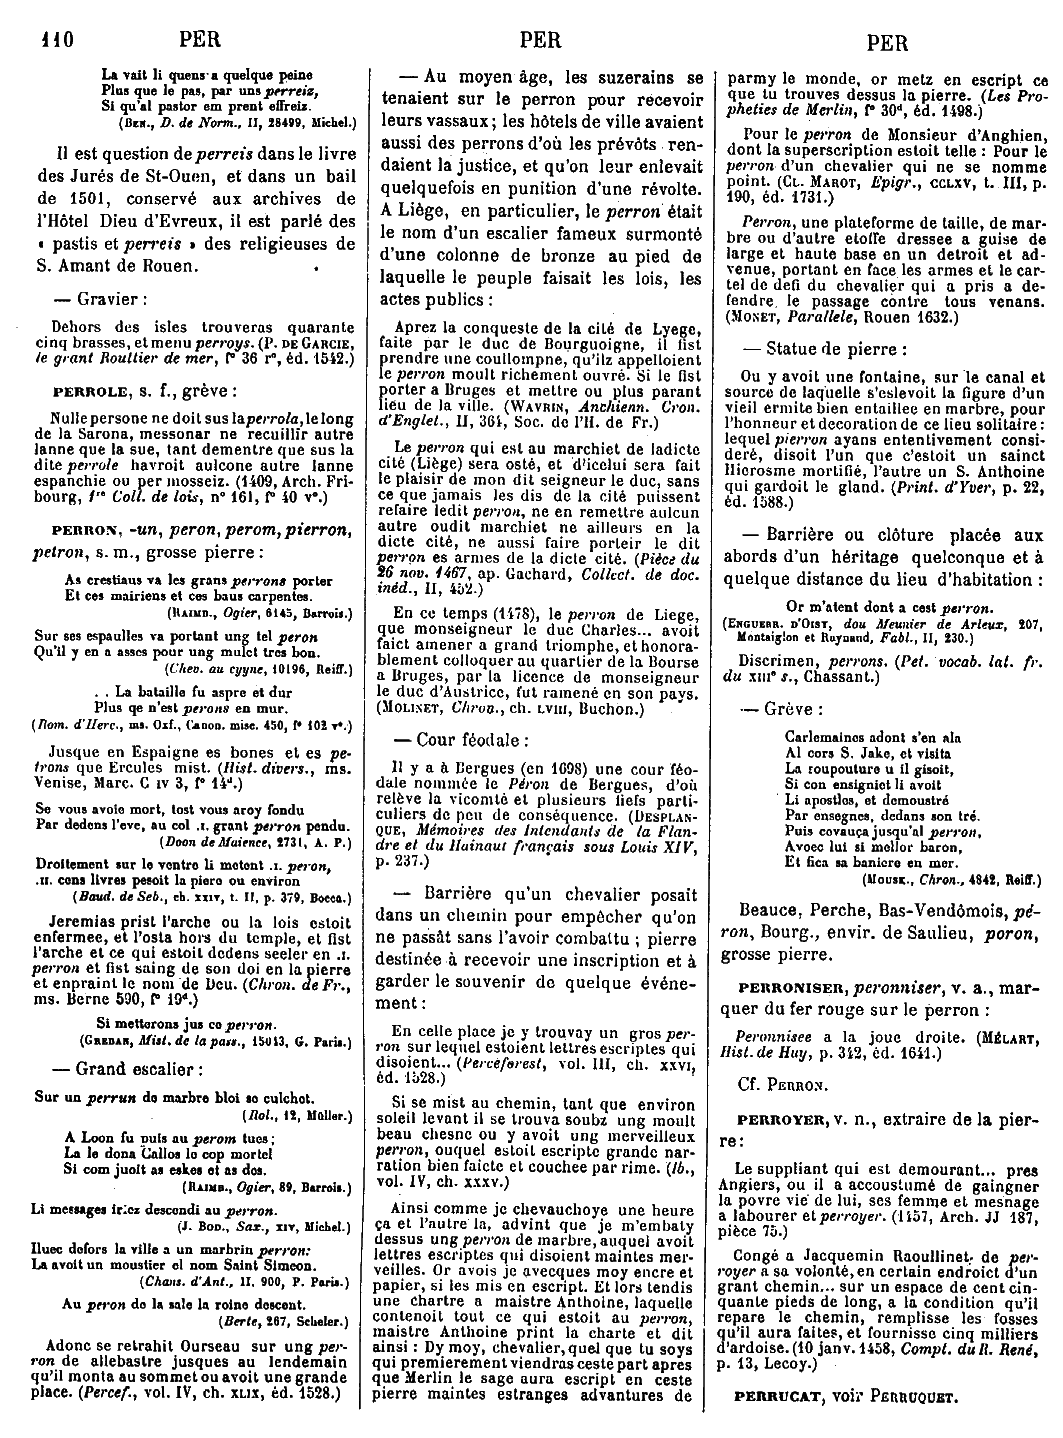 110 PER PER PER
La vait li quens a quelque peine
Plus que le pas, par uns perreiz,
Si qu'al pastor em prent effreiz.
(BEN., D. de Norm., II, 28499, Michel.)
Il est question de perreis dans le livre
des Jurés de St-Ouen, et dans un bail
de 1501, conservé aux archives de
l'Hôtel Dieu d'Evreux, il est parlé des
« pastis et perreis » des religieuses de
S. Amant de Rouen.
— Gravier :
Dehors des isles trouveras quarante
cinq brasses, et menu perroys. (P. DE GARCIE,
le grant Routtier de mer, f° 36 r°, éd. 1542.)
PERROLE, s. f., grève :
Nulle persone ne doit sus la perrola, le long
de la Sarona, messonar ne recuillir autre
lanne que la sue, tant dementre que sus la
dite perrole havroit aulcone autre lanne
espanchie ou per mosseiz. (1409, Arch. Fri-
bourg, 1re Coll. de lois, n° 161, f° 40 v°.)
PERRON, -un, peron, perom, pierron,
petron, s. m., grosse pierre :
As crestiaus va les grans perrons porter
Et ces mairiens et ces baus carpentes.
(RAIMB., Ogier, 6145, Barrois.)
Sur ses espaulles va portant ung tel peron
Qu'il y en a asses pour ung mulet tres bon.
(Chev. au cygne, 10196, Reiff.)
. . La bataille fu aspre et dur
Plus qe n'est perons en mur.
(Rom. d'Herc., ms. Oxf., Canon. misc. 450, f° 102 v°.)
Jusque en Espaigne es bones et es pe-
trons que Ercules mist. (Hist. divers., ms.
Venise, Marc. C IV 3, f° 14d.)
Se vous avoie mort, tost vous aroy fondu
Par dedens l'eve, au col .I. grant perron pendu.
(Doon de Maience, 2731, A. P.)
Droitement sur le ventre li metent .I. peron,
.II. cens livres pesoit la piere ou environ
(Baud. de Seb., ch. XXIV, t. II, p. 379, Bocca.)
Jeremias prist l'arche ou la lois estoit
enfermee, et l'osta hors du temple, et fist
l'arche et ce qui estoit dedens seeler en .I.
perron et fist saing de son doi en la pierre
et enpraint le nom de Deu. (Chron. de Fr.,
ms. Berne 590, f° 19d.)
Si metterons jus ce perron.
(GREBAN, Mist. de la pass., 15013, G. Paris.)
— Grand escalier :
Sur un perrun de marbre bloi se culchet.
(Rol., 12, Müller.)
A Loon fu puis au perom tues ;
La le dona Callos le cop mortel
Si com juoit as eskes et as des.
(RAIMB., Ogier, 89, Barrois.)
Li messages iriez descendi au perron.
(J. BOD., Sax., XIV, Michel.)
Iluec defors la ville a un marbrin perron:
La avoit un moustier el nom Saint Simeon.
(Chans. d'Ant., II. 900, P. Paris.)
Au peron de la sale la roine descent.
(Berte, 267, Scheler.)
Adonc se retrahit Ourseau sur ung per-
ron de allebastre jusques au lendemain
qu'il monta au sommet ou avoit une grande
place. (Percef., vol. IV, ch. XLIX, éd. 1528.)
— Au moyen âge, les suzerains se
tenaient sur le perron pour recevoir
leurs vassaux ; les hôtels de ville avaient
aussi des perrons d'où les prévôts ren-
daient la justice, et qu'on leur enlevait
quelquefois en punition d'une révolte.
A Liège, en particulier, le perron était
le nom d'un escalier fameux surmonté
d'une colonne de bronze au pied de
laquelle le peuple faisait les lois, les
actes publics :
Aprez la conqueste de la cité de Lyege,
faite par le duc de Bourguoigne, il fist
prendre une coullompne, qu'ilz appelloient
le perron moult richement ouvré. Si le fist
porter a Bruges et mettre ou plus parant
lieu de la ville. (WAVRIN, Anchienn. Cron.
d'Englet., II, 364, Soc. de l'H. de Fr.)
Le perron qui est au marchiet de ladicte
cité (Liège) sera osté, et d'icelui sera fait
le plaisir de mon dit seigneur le duc, sans
ce que jamais les dis de la cité puissent
refaire ledit perron, ne en remettre aulcun
autre oudit marchiet ne ailleurs en la
dicte cité, ne aussi faire porteir le dit
perron es armes de la dicte cité. (Pièce du
26 nov. 1467, ap. Gachard, Collect. de doc.
inéd., II, 452.)
En ce temps (1478), le perron de Liege,
que monseigneur le duc Charles... avoit
faict amener a grand triomphe, et honora-
blement colloquer au quartier de la Bourse
a Bruges, par la licence de monseigneur
le duc d'Austrice, fut ramené en son pays.
(MOLINET, Chron., ch. LVIII, Buchon.)
— Cour féodale :
Il y a à Bergues (en 1698) une cour féo-
dale nommée le Péron de Bergues, d'où
relève la vicomté et plusieurs fiefs parti-
culiers de peu de conséquence. (DESPLAN-
QUE, Mémoires des Intendants de la Flan-
dre et du Hainaut français sous Louis XIV,
p. 237.)
— Barrière qu'un chevalier posait
dans un chemin pour empêcher qu'on
ne passât sans l'avoir combattu ; pierre
destinée à recevoir une inscription et à
garder le souvenir de quelque événe-
ment :
En celle place je y trouvay un gros per-
ron sur lequel estoient lettres escriptes qui
disoient... (Perceforest, vol. III, ch. XXVI,
éd. 1528.)
Si se mist au chemin, tant que environ
soleil levant il se trouva soubz ung moult
beau chesne ou y avoit ung merveilleux
perron, ouquel estoit escripte grande nar-
ration bien faicte et couchee par rime. (Ib.,
vol. IV, ch. XXXV.)
Ainsi comme je chevauchoye une heure
ça et l'autre la, advint que je m'embaty
dessus ung perron de marbre, auquel avoit
lettres escriptes qui disoient maintes mer-
veilles. Or avois je avecques moy encre et
papier, si les mis en escript. Et lors tendis
une chartre a maistre Anthoine, laquelle
contenoit tout ce qui estoit au perron,
maistre Anthoine print la charte et dit
ainsi : Dy moy, chevalier, quel que tu soys
qui premierement viendras ceste part apres
que Merlin le sage aura escript en ceste
pierre maintes estranges advantures de
parmy le monde, or metz en escript ce
que tu trouves dessus la pierre. (Les Pro-
pheties de Merlin, f° 30d, éd. 1498.)
Pour le perron de Monsieur d'Anghien,
dont la superscription estoit telle : Pour le
perron d'un chevalier qui ne se nomme
point. (CL. MAROT, Epigr., CCLXV, t. III, p.
190, éd. 1731.)
Perron, une plateforme de taille, de mar-
bre ou d'autre etoffe dressee a guise de
large et haute base en un detroit et ad-
venue, portant en face les armes et le car-
tel de defi du chevalier qui a pris a de-
fendre le passage contre tous venans.
(MONET, Parallele, Rouen 1632.)
— Statue de pierre :
Ou y avoit une fontaine, sur le canal et
source de laquelle s'eslevoit la figure d'un
vieil ermite bien entaillee en marbre, pour
l'honneur et decoration de ce lieu solitaire :
lequel pierron ayans ententivement consi-
deré, disoit l'un que c'estoit un sainct
Hierosme mortifié, l'autre un S. Anthoine
qui gardoit le gland. (Print. d'Yver, p. 22,
éd. 1588.)
— Barrière ou clôture placée aux
abords d'un héritage quelconque et à
quelque distance du lieu d'habitation :
Or m'atent dont a cest perron.
(ENGUERR. D'OISY, dou Meunier de Arleux, 207,
Montaiglon et Raynaud, Fabl., II, 230.)
Discrimen, perrons. (Pet. vocab. lat. fr.
du XIIIe s., Chassant.)
— Grève :
Carlemaines adont s'en ala
Al cors S. Jake, et visita
La roupouture u il gisoit,
Si con ensigniet li avoit
Li apostles, et demoustré
Par ensegnes, dedans son tré.
Puis covauça jusqu'al perron,
Avoec lui si mellor baron,
Et fica sa baniere en mer.
(MOUSK., Chron., 4842, Reiff.)
Beauce, Perche, Bas-Vendômois, pé-
ron, Bourg., envir. de Saulieu, poron,
grosse pierre.
PERRONISER, peronniser, v. a., mar-
quer du fer rouge sur le perron :
Peronnisee a la joue droite. (MÉLART,
Hist. de Huy, p. 342, éd. 1641.)
Cf. PERRON.
PERROYER, v. n., extraire de la pier-
re :
Le suppliant qui est demourant... pres
Angiers, ou il a accoustumé de gaingner
la povre vie de lui, ses femme et mesnage
a labourer et perroyer. (1457, Arch. JJ 187,
pièce 75.)
Congé a Jacquemin Raoullinet de per-
royer a sa volonté, en certain endroict d'un
grant chemin... sur un espace de cent cin-
quante pieds de long, a la condition qu'il
repare le chemin, remplisse les fosses
qu'il aura faites, et fournisse cinq milliers
d'ardoise. (10 janv. 1458, Compt. du R. René,
p. 13, Lecoy.)
PERRUCAT, voir PERRUQUET.